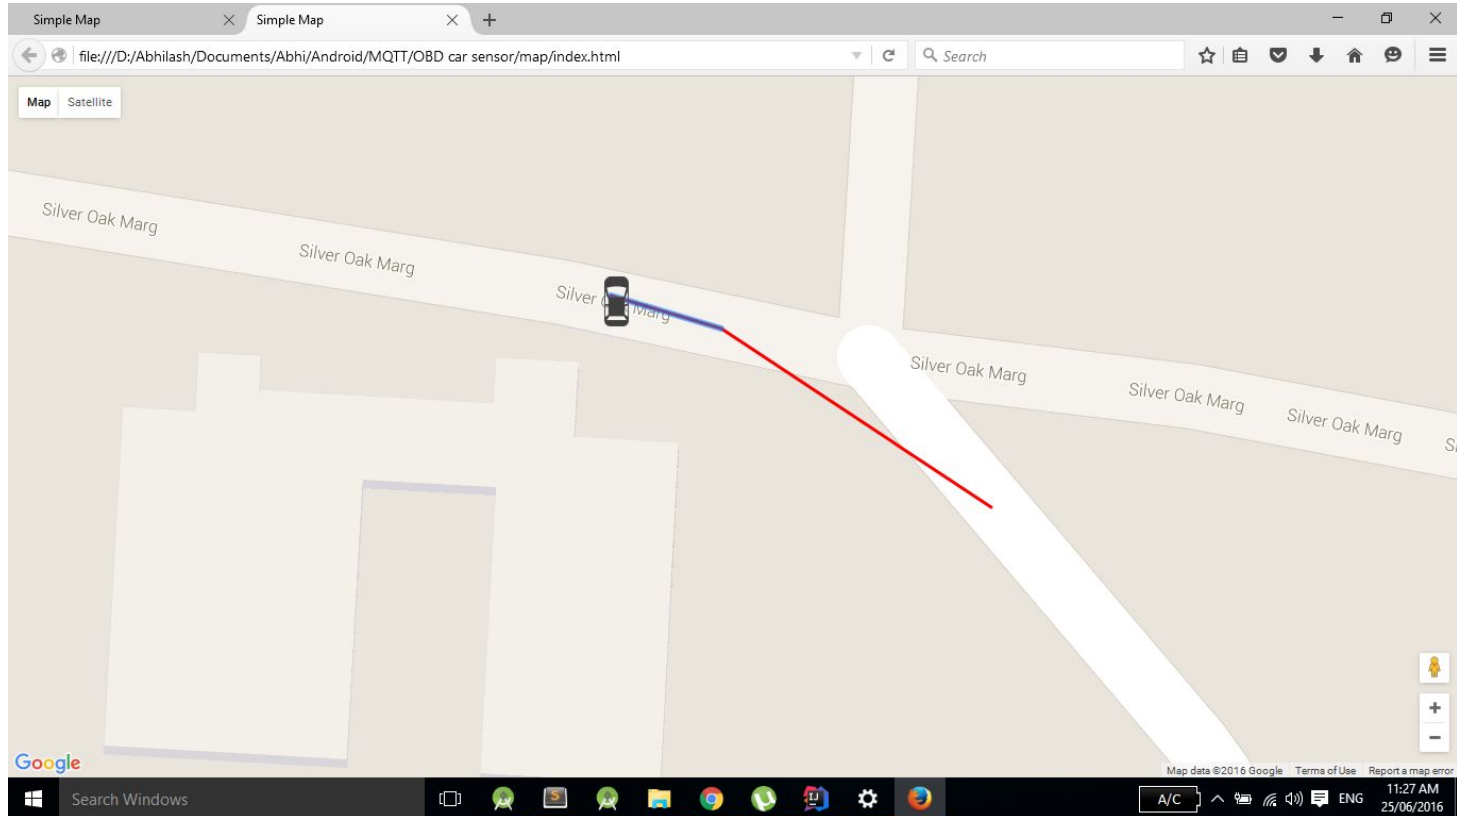 Simple Map
Simple Map
file:///D:/Abhilash/Documents/Abhi/Android/MQTT/OBD car sensor/map/index.html
Search
Map Satellite
Silver Oak Marg
Silver Oak Marg
Silver Marg
Silver Oak Marg
Silver Oak Marg
Silver Oak Marg
Google
Map data ©2016 Google Terms of Use Report a map error
Search Windows
S
IJ
A/C
ENG
11:27 AM
25/06/2016